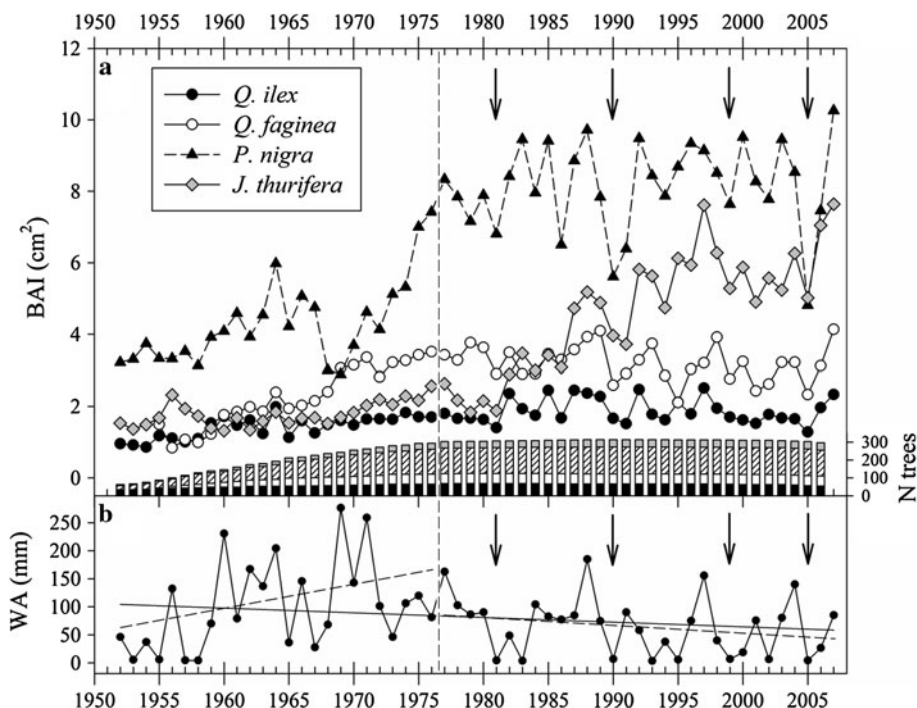 1950 1955 1960 1965 1970 1975 1980 1985 1990 1995 2000 2005
12
a
Q. ilex
Q. faginea
P. nigra
J. thurifera
10
8
6
4
2
0
BAI (cm²)
300
200
100
0
N trees
b
250
200
150
100
50
0
WA (mm)
1950 1955 1960 1965 1970 1975 1980 1985 1990 1995 2000 2005